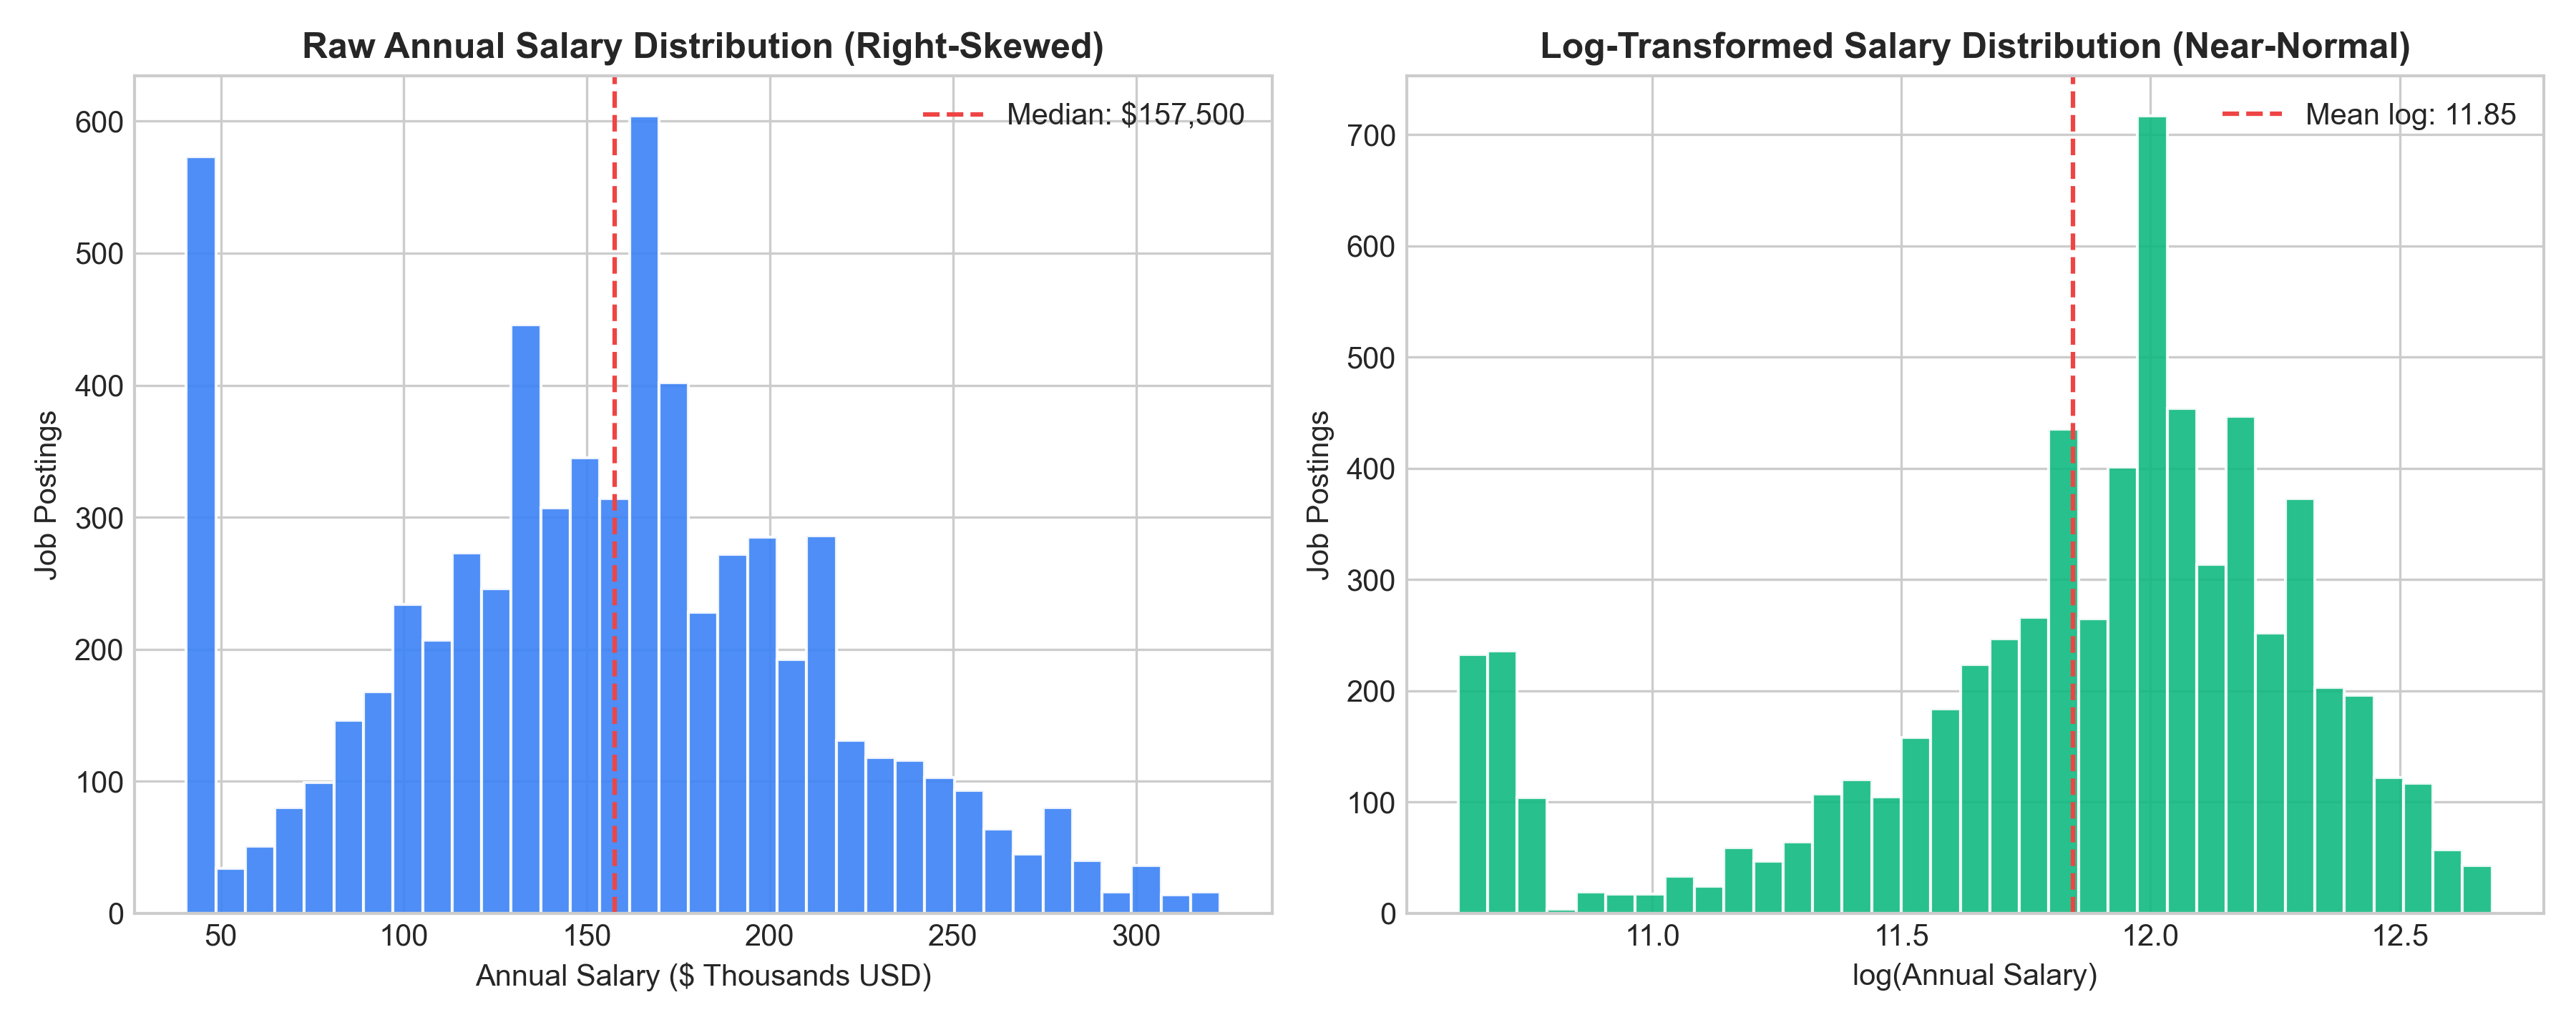 Raw Annual Salary Distribution (Right-Skewed)
Median: $157,500
600
500
400
300
200
100
0
Job Postings
50 100 150 200 250 300
Annual Salary ($ Thousands USD)
Log-Transformed Salary Distribution (Near-Normal)
Mean log: 11.85
700
600
500
400
300
200
100
0
Job Postings
11.0 11.5 12.0 12.5
log(Annual Salary)